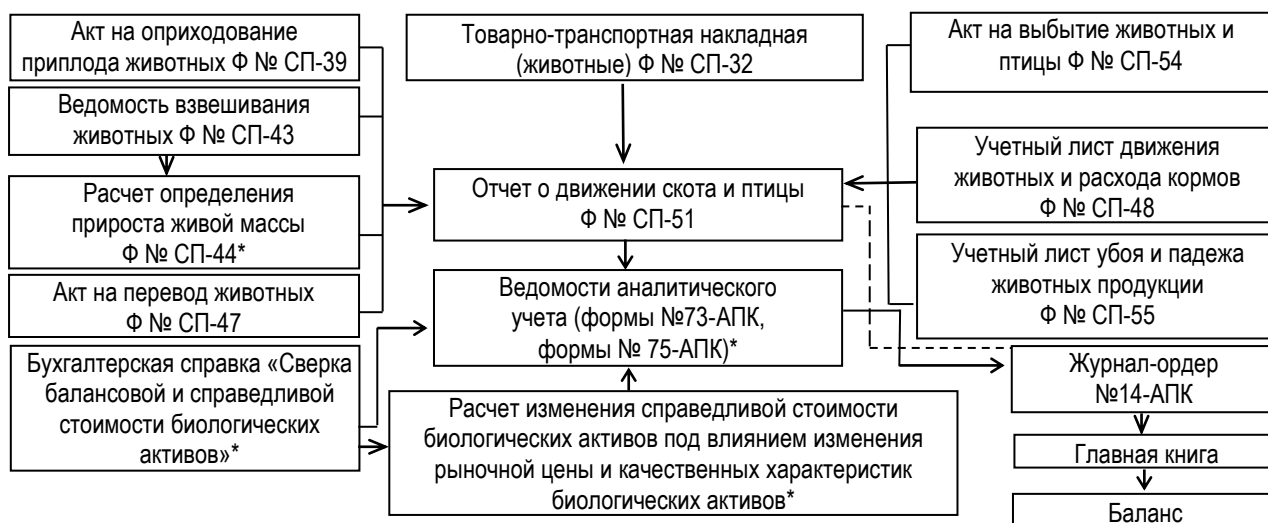 Акт на оприходование
приплода животных Ф № СП-39
Ведомость взвешивания
животных Ф № СП-43
Расчет определения
прироста живой массы
Ф № СП-44*
Акт на перевод животных
Ф № СП-47
Бухгалтерская справка «Сверка
балансовой и справедливой
стоимости биологических
активов»*
Товарно-транспортная накладная
(животные) Ф № СП-32
Отчет о движении скота и птицы
Ф № СП-51
Ведомости аналитического
учета (формы №73-АПК,
формы № 75-АПК)*
Расчет изменения справедливой стоимости
биологических активов под влиянием изменения
рыночной цены и качественных характеристик
биологических активов*
Акт на выбытие животных и
птицы Ф № СП-54
Учетный лист движения
животных и расхода кормов
Ф № СП-48
Учетный лист убоя и падежа
животных продукции
Ф № СП-55
Журнал-ордер
№14-АПК
Главная книга
Баланс